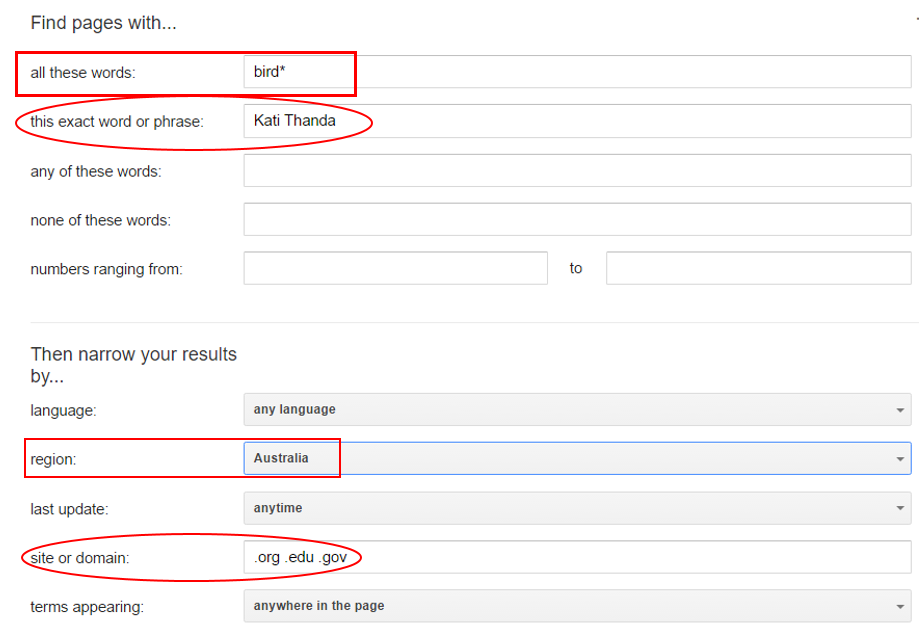 Find pages with...
all these words: bird*
this exact word or phrase: Kati Thanda
any of these words:
none of these words:
numbers ranging from: to
Then narrow your results
by...
language: any language
region: Australia
last update: anytime
site or domain: .org .edu .gov
terms appearing: anywhere in the page